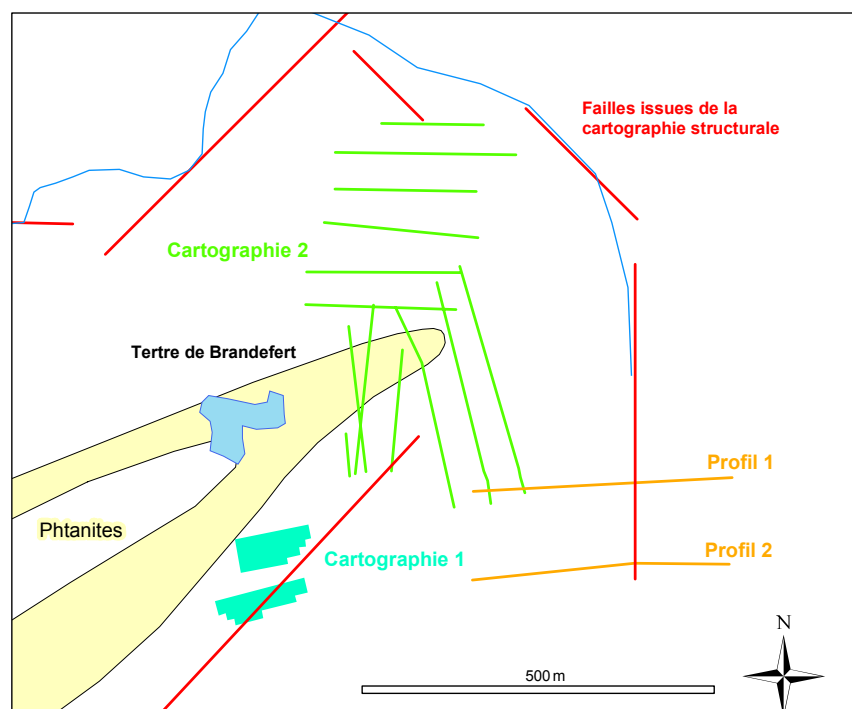 Failles issues de la
cartographie structurale
Cartographie 2
Tertre de Brandefert
Profil 1
Phtanites
Cartographie 1
Profil 2
N
500 m